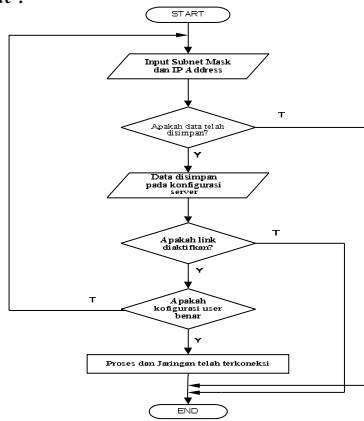 START
Input Subnet Mask
dan IP Address
Apakah data telah
disimpan?
T
Y
Data disimpan
pada konfigurasi
server
Apakah link
diaktifkan?
T
Y
Apakah
kofigurasi user
benar
T
Y
Proses dan Jaringan telah terkoneksi
END